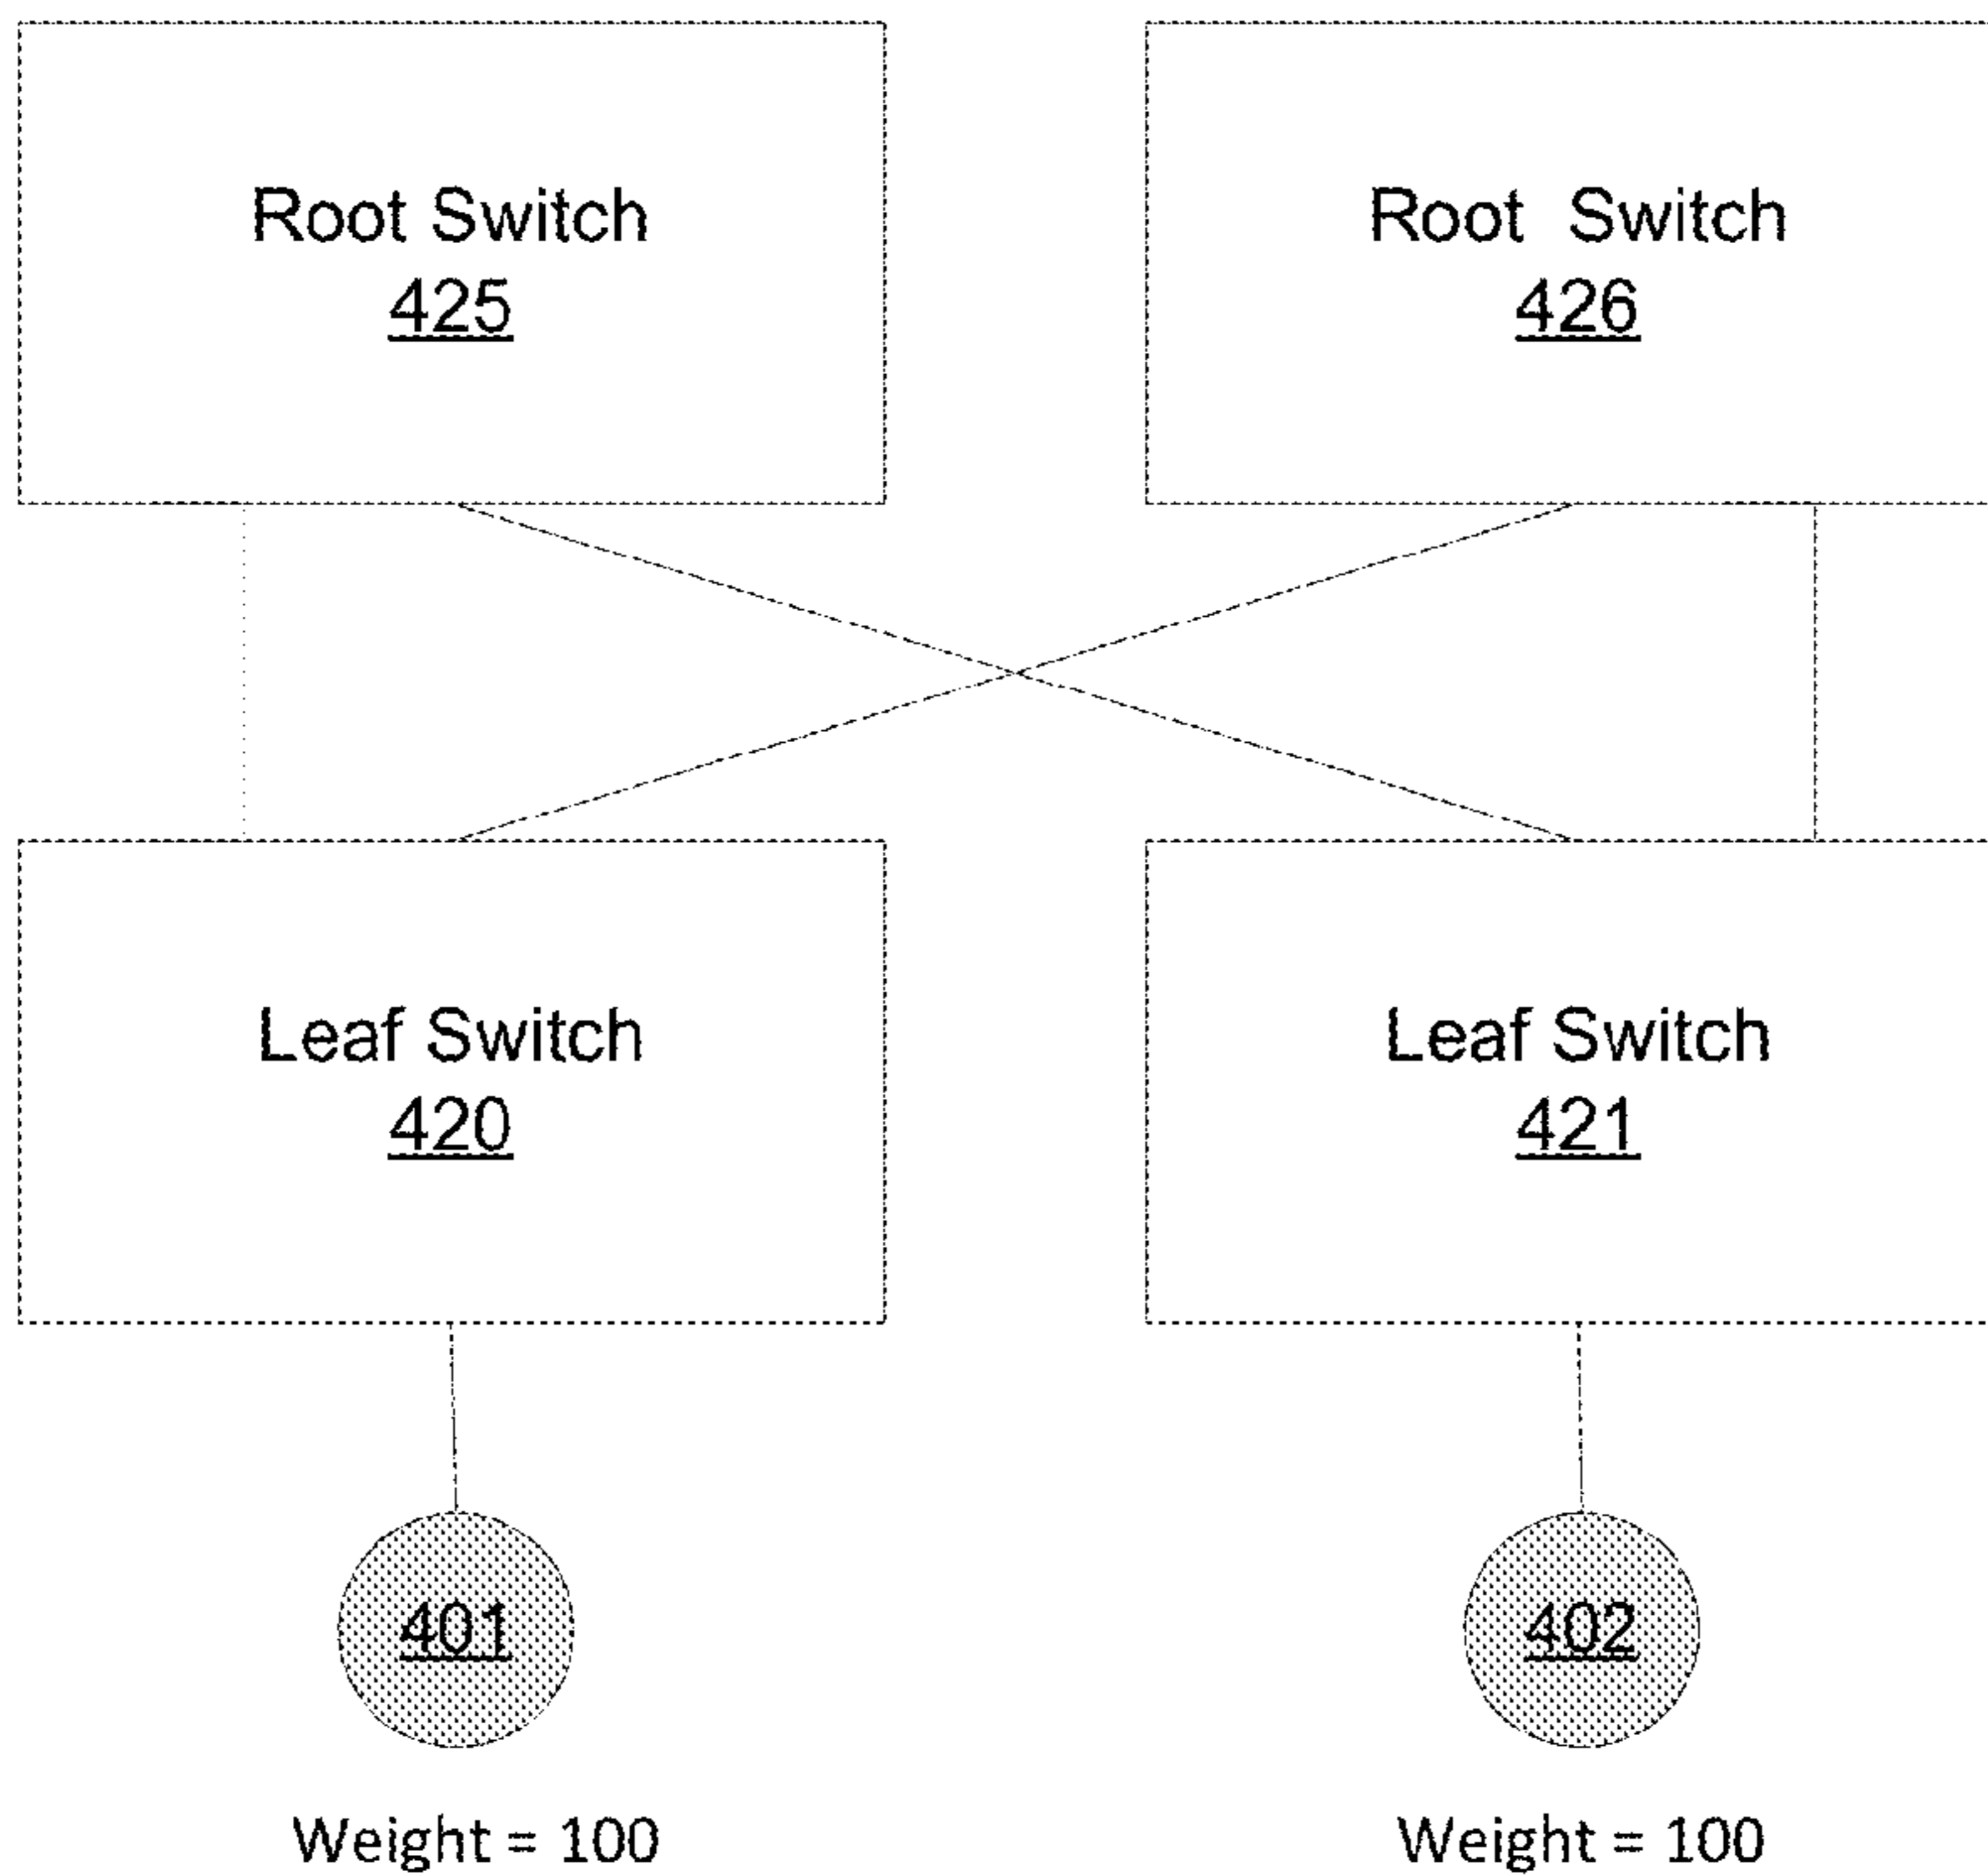 Root Switch
425
Root Switch
426
Leaf Switch
420
Leaf Switch
421
401
402
Weight = 100
Weight = 100